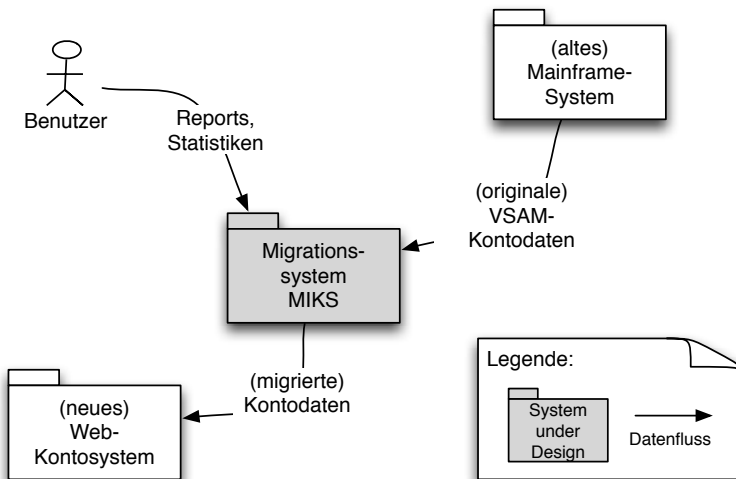 (altes)
Mainframe-
System
Benutzer
Reports,
Statistiken
(originale)
VSAM-
Kontodaten
Migrations-
system
MIKS
(migrierte)
Kontodaten
(neues)
Web-
Kontosystem
Legende:
System
under
Design
Datenfluss